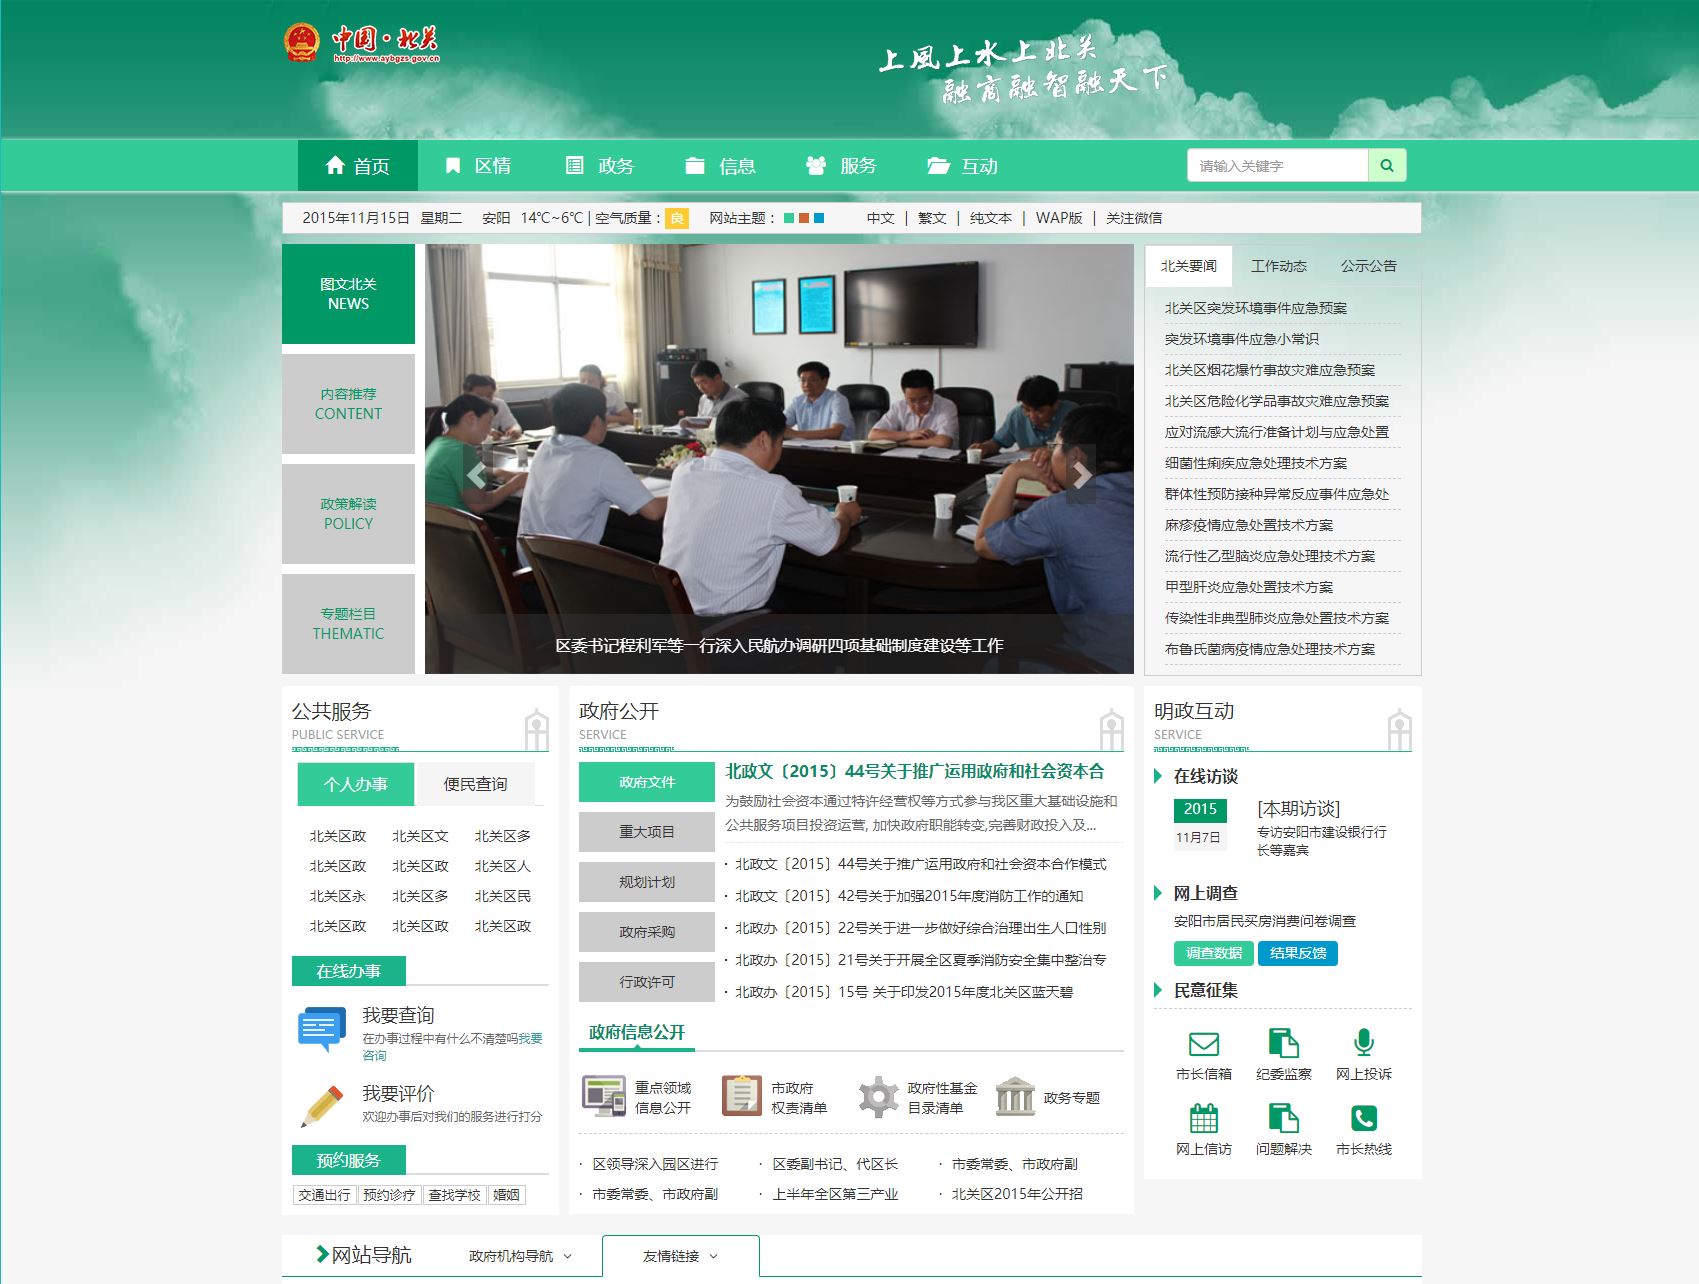 中国·北关
http://www.aybgzs.gov.cn
上風上水上北关
融商融智融天下
首页 区情 政务 信息 服务 互动 请输入关键字
2015年11月15日 星期二 安阳 14℃~6℃ | 空气质量：良 网站主题： 中文 | 繁文 | 纯文本 | WAP版 | 关注微信
图文北关
NEWS
内容推荐
CONTENT
政策解读
POLICY
专题栏目
THEMATIC
区委书记程利军等一行深入民航办调研四项基础制度建设等工作
北关要闻 工作动态 公示公告
北关区突发环境事件应急预案
突发环境事件应急小常识
北关区烟花爆竹事故灾难应急预案
北关区危险化学品事故灾难应急预案
应对流感大流行准备计划与应急处置
细菌性痢疾应急处理技术方案
群体性预防接种异常反应事件应急处
麻疹疫情应急处置技术方案
流行性乙型脑炎应急处理技术方案
甲型肝炎应急处置技术方案
传染性非典型肺炎应急处置技术方案
布鲁氏菌病疫情应急处理技术方案
公共服务
PUBLIC SERVICE
个人办事 便民查询
北关区政 北关区文 北关区多
北关区政 北关区政 北关区人
北关区永 北关区多 北关区民
北关区政 北关区政 北关区政
在线办事
我要查询
在办事过程中有什么不清楚吗我要
咨询
我要评价
欢迎办事后对我们的服务进行打分
预约服务
交通出行 预约诊疗 查找学校 婚姻
政府公开
SERVICE
政府文件
重大项目
规划计划
政府采购
行政许可
北政文〔2015〕44号关于推广运用政府和社会资本合
为鼓励社会资本通过特许经营权等方式参与我区重大基础设施和
公共服务项目投资运营, 加快政府职能转变,完善财政投入及...
· 北政文〔2015〕44号关于推广运用政府和社会资本合作模式
· 北政文〔2015〕42号关于加强2015年度消防工作的通知
· 北政办〔2015〕22号关于进一步做好综合治理出生人口性别
· 北政办〔2015〕21号关于开展全区夏季消防安全集中整治专
· 北政办〔2015〕15号 关于印发2015年度北关区蓝天碧
政府信息公开
重点领域
信息公开
市政府
权责清单
政府性基金
目录清单
政务专题
· 区领导深入园区进行 · 区委副书记、代区长 · 市委常委、市政府副
· 市委常委、市政府副 · 上半年全区第三产业 · 北关区2015年公开招
明政互动
SERVICE
在线访谈
2015
11月7日
[本期访谈]
专访安阳市建设银行行
长等嘉宾
网上调查
安阳市居民买房消费问卷调查
调查数据 结果反馈
民意征集
市长信箱 纪委监察 网上投诉
网上信访 问题解决 市长热线
网站导航 政府机构导航 友情链接